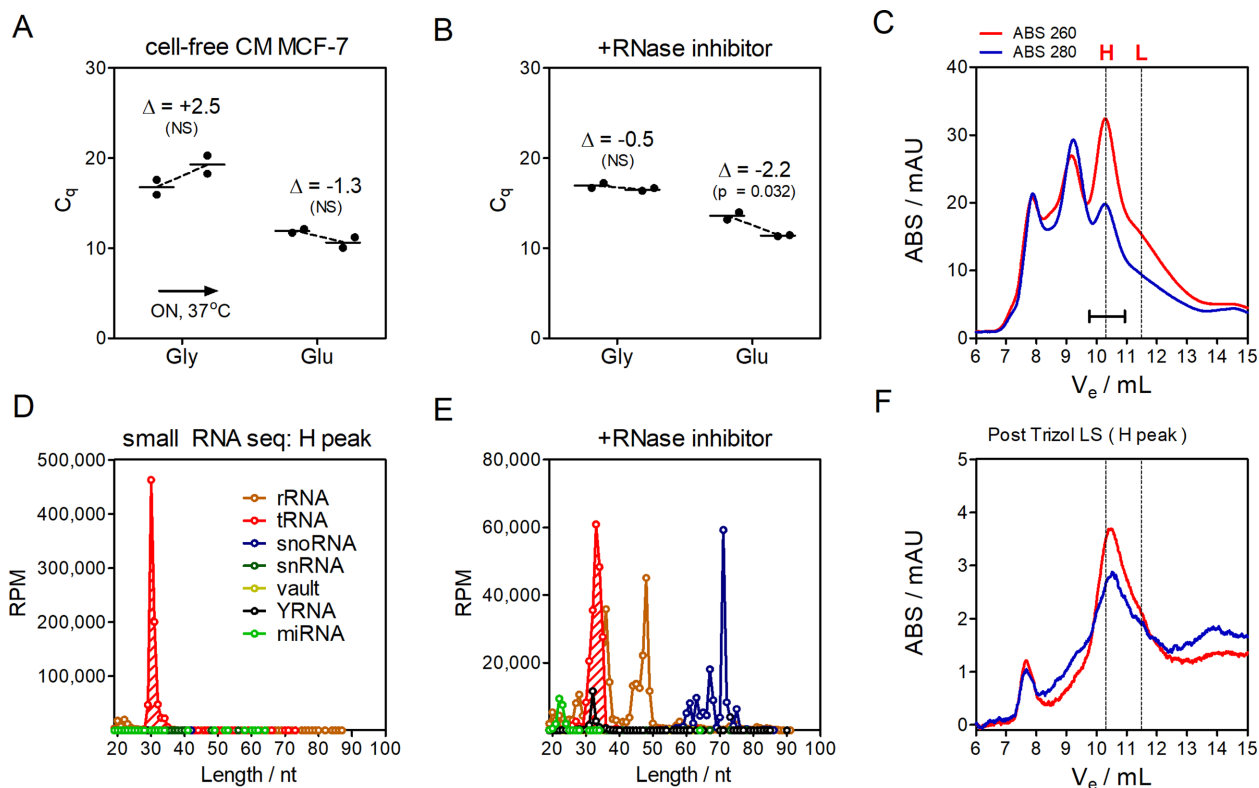 A
cell-free CM MCF-7
30
20
10
0
Cq
Δ = +2.5
(NS)
Δ = -1.3
(NS)
ON, 37°C
Gly
Glu
B
+RNase inhibitor
30
20
10
0
Cq
Δ = -0.5
(NS)
Δ = -2.2
(p = 0.032)
Gly
Glu
C
ABS 260
ABS 280
H
L
40
30
20
10
0
ABS / mAU
6 7 8 9 10 11 12 13 14 15
Ve / mL
D
small RNA seq: H peak
500,000
400,000
300,000
200,000
100,000
RPM
rRNA
tRNA
snoRNA
snRNA
vault
YRNA
miRNA
20 30 40 50 60 70 80 90 100
Length / nt
E
+RNase inhibitor
80,000
60,000
40,000
20,000
RPM
20 30 40 50 60 70 80 90 100
Length / nt
F
Post Trizol LS ( H peak )
5
4
3
2
1
0
ABS / mAU
6 7 8 9 10 11 12 13 14 15
Ve / mL